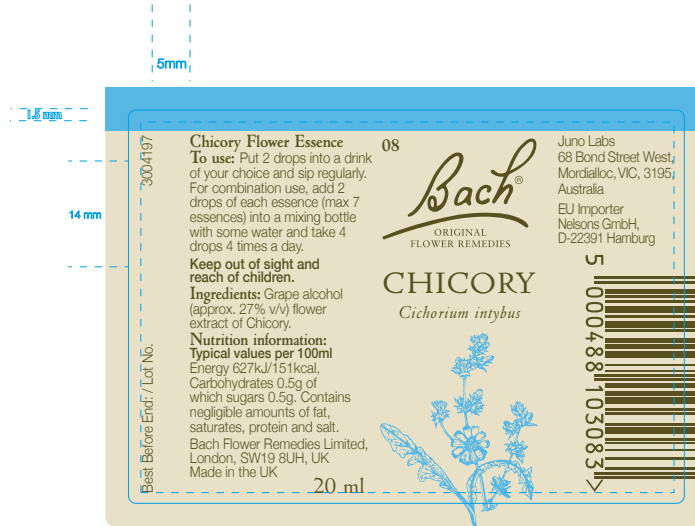 5mm
1.5 mm
14 mm
3004197
Best Before End: / Lot No.
Chicory Flower Essence
To use: Put 2 drops into a drink
of your choice and sip regularly.
For combination use, add 2
drops of each essence (max 7
essences) into a mixing bottle
with some water and take 4
drops 4 times a day.
Keep out of sight and
reach of children.
Ingredients: Grape alcohol
(approx. 27% v/v) flower
extract of Chicory.
Nutrition information:
Typical values per 100ml
Energy 627kJ/151kcal,
Carbohydrates 0.5g of
which sugars 0.5g. Contains
negligible amounts of fat,
saturates, protein and salt.
Bach Flower Remedies Limited,
London, SW19 8UH, UK
Made in the UK
20 ml
08
Bach®
ORIGINAL
FLOWER REMEDIES
CHICORY
Cichorium intybus
Juno Labs
68 Bond Street West,
Mordialloc, VIC, 3195,
Australia
EU Importer
Nelsons GmbH,
D-22391 Hamburg
5 000488 103083 >